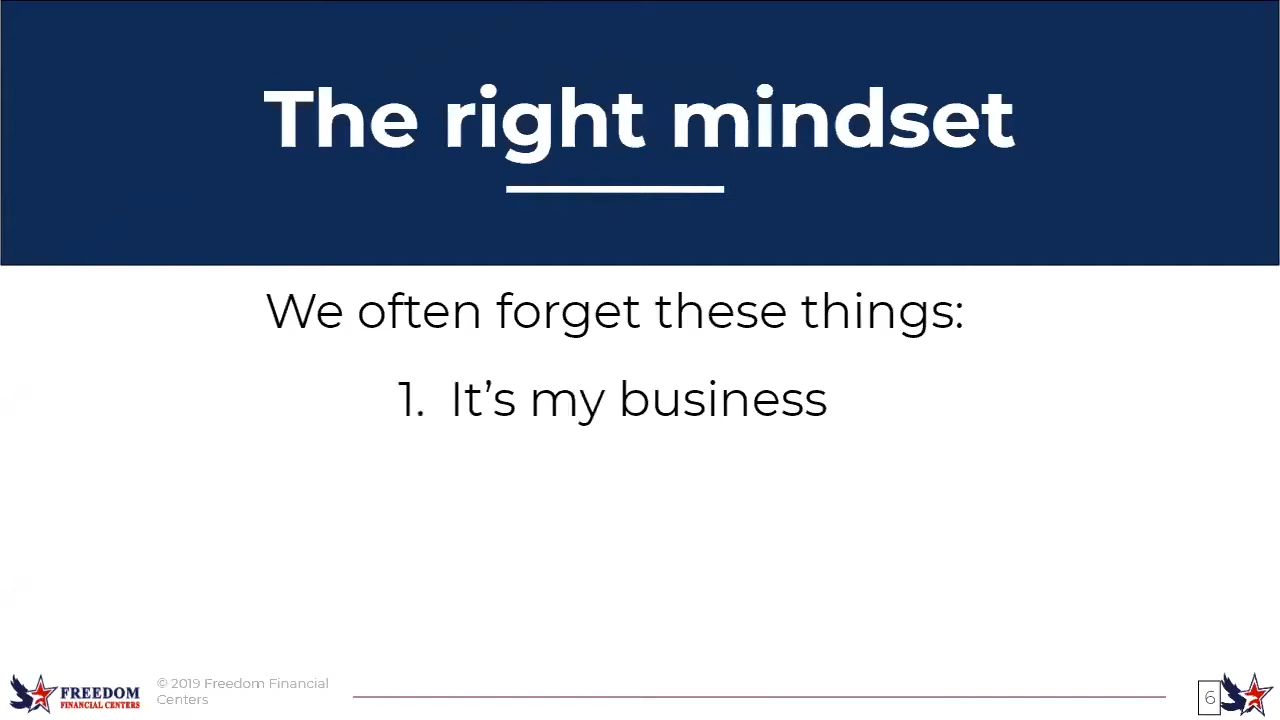 The right mindset
We often forget these things:
1. It’s my business
FREEDOM
FINANCIAL CENTERS
© 2019 Freedom Financial
Centers
6